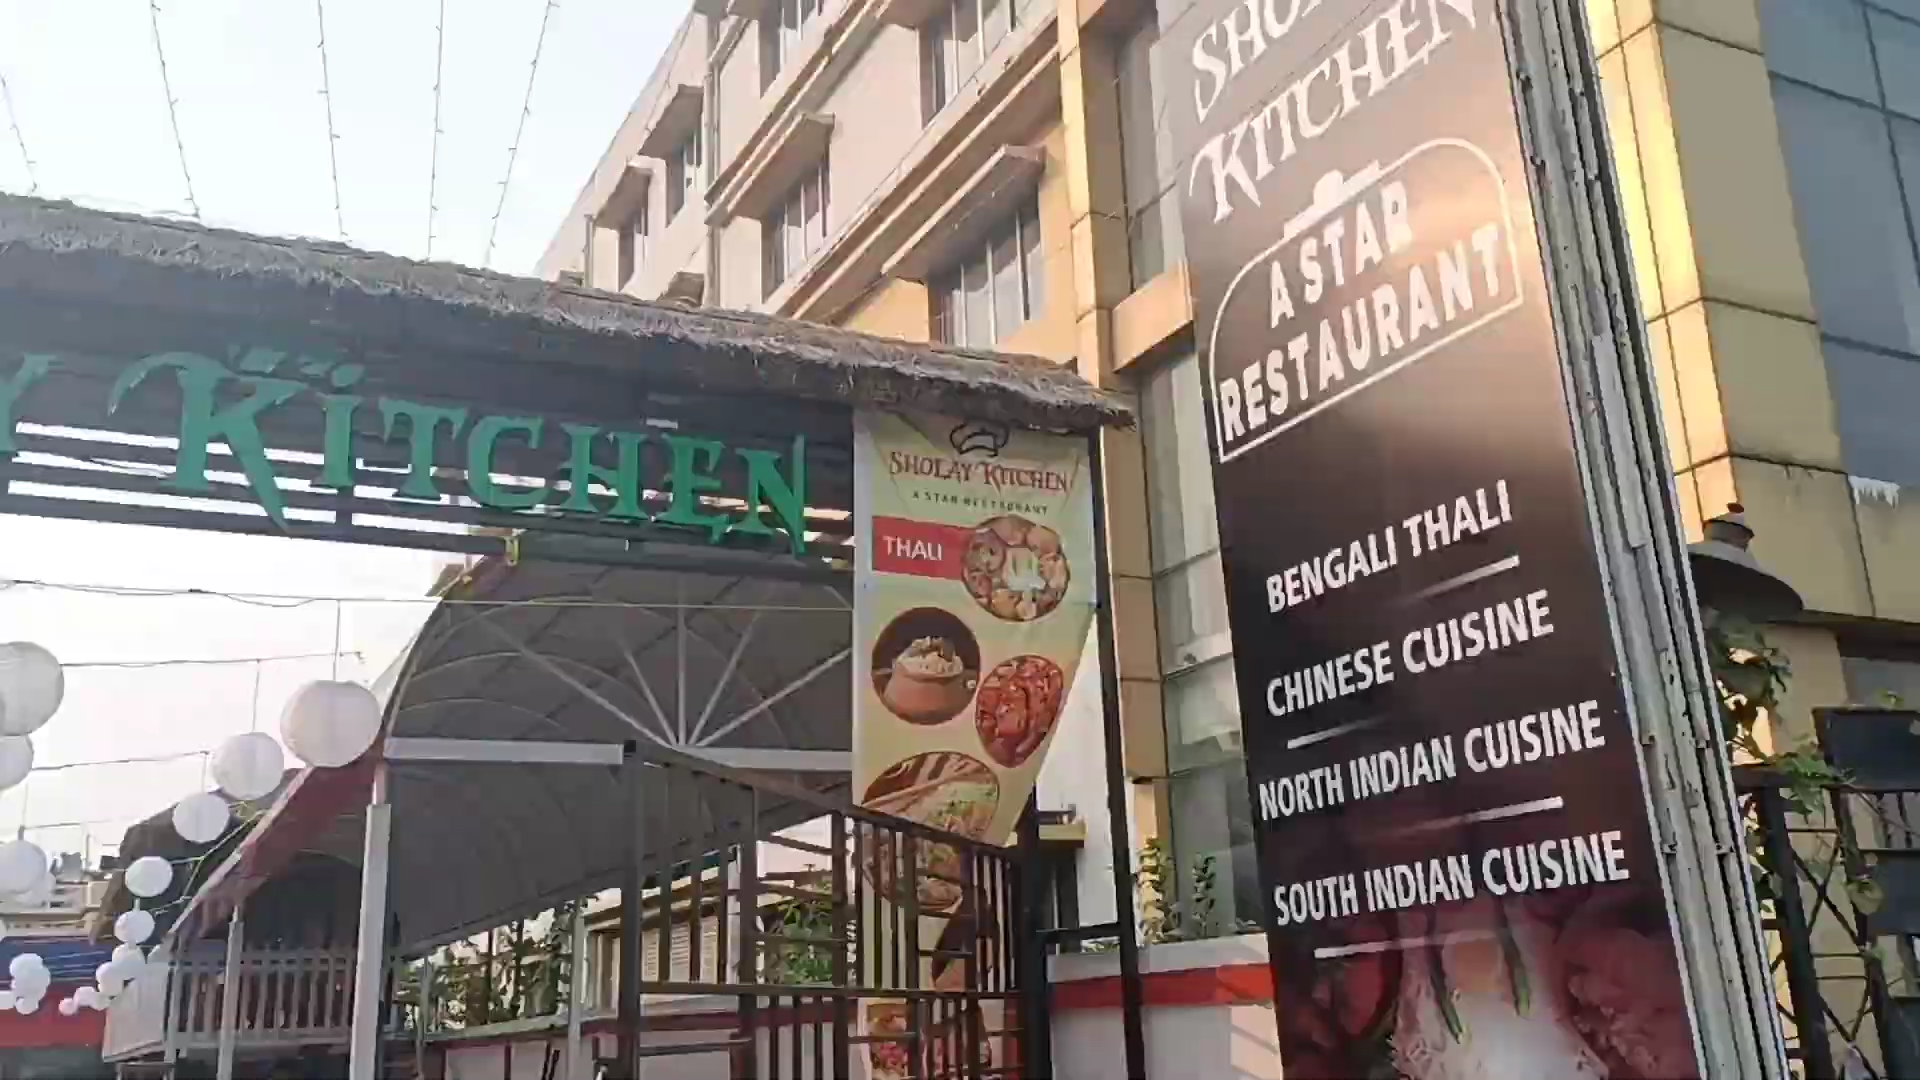 KITCHEN
SHOLAY KITCHEN
A STAR RESTAURANT
THALI
KITCHEN
A STAR
RESTAURANT
BENGALI THALI
CHINESE CUISINE
NORTH INDIAN CUISINE
SOUTH INDIAN CUISINE